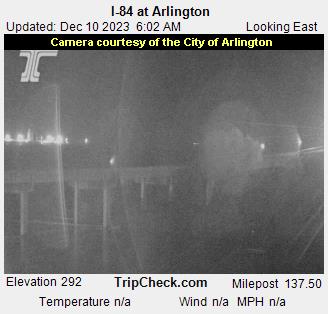 I-84 at Arlington
Updated: Dec 10 2023 6:02 AM Looking East
Camera courtesy of the City of Arlington
Elevation 292 TripCheck.com Milepost 137.50
Temperature n/a Wind n/a MPH n/a